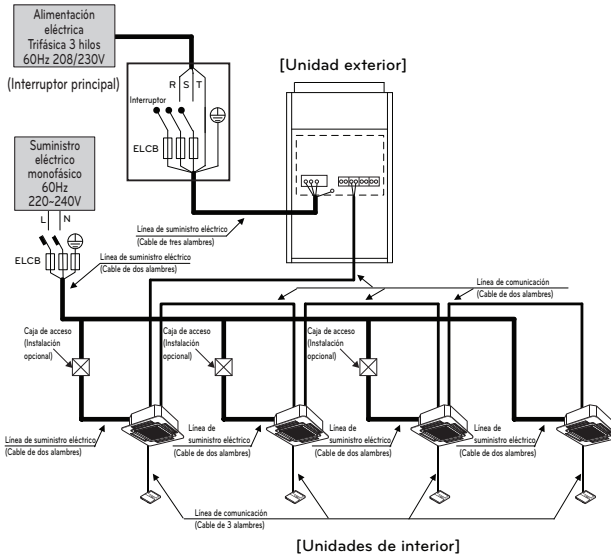 Alimentación
eléctrica
Trifásica 3 hilos
60Hz 208/230V
(Interruptor principal)
R S T
Interruptor
ELCB
[Unidad exterior]
Suministro
eléctrico
monofásico
60Hz
220~240V
L N
ELCB
Línea de suministro eléctrico
(Cable de tres alambres)
Línea de suministro eléctrico
(Cable de dos alambres)
Línea de comunicación
(Cable de dos alambres)
Caja de acceso
(Instalación
opcional)
Caja de acceso
(Instalación
opcional)
Caja de acceso
(Instalación
opcional)
Línea de suministro eléctrico
(Cable de dos alambres)
Línea de
suministro eléctrico
(Cable de dos alambres)
Línea de
suministro eléctrico
(Cable de dos alambres)
Línea de
suministro eléctrico
(Cable de dos alambres)
Línea de comunicación
(Cable de 3 alambres)
[Unidades de interior]